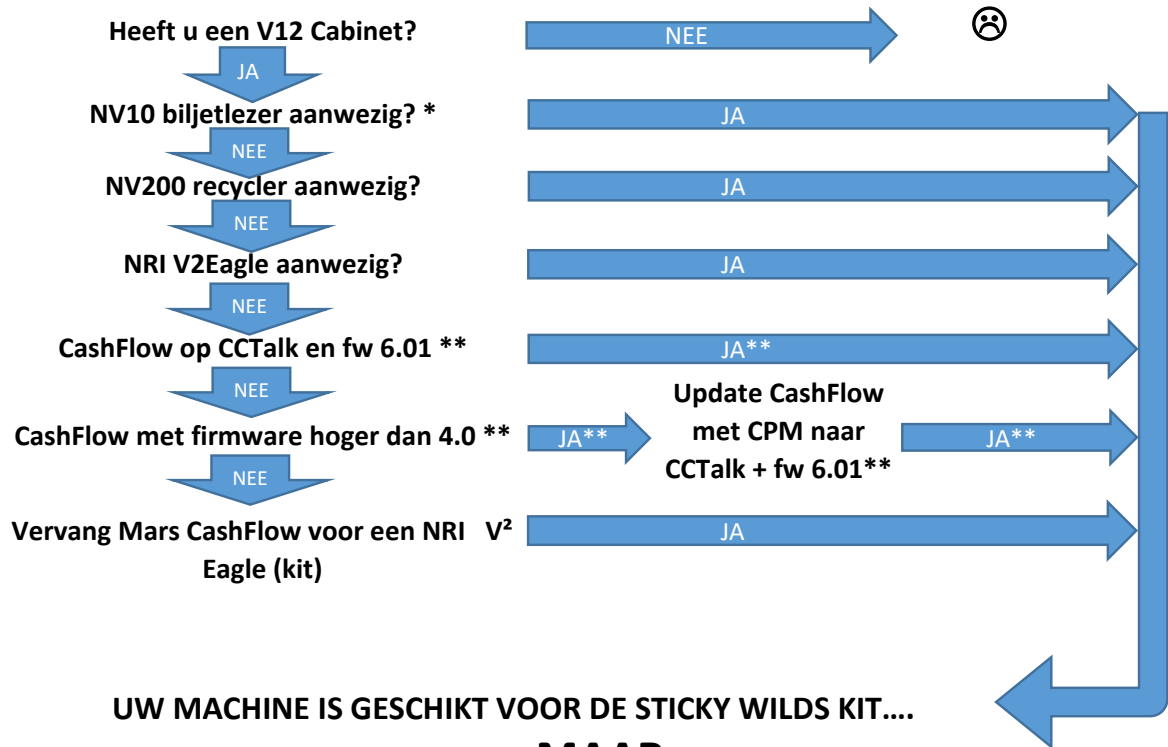 Heeft u een V12 Cabinet?
NEE
JA
NV10 biljetlezer aanwezig? *
JA
NEE
NV200 recycler aanwezig?
JA
NEE
NRI V2Eagle aanwezig?
JA
NEE
CashFlow op CCTalk en fw 6.01 **
JA**
NEE
CashFlow met firmware hoger dan 4.0 **
JA**
Update CashFlow
met CPM naar
CCTalk + fw 6.01**
JA**
NEE
Vervang Mars CashFlow voor een NRI V²
Eagle (kit)
JA
UW MACHINE IS GESCHIKT VOOR DE STICKY WILDS KIT....
MAAR